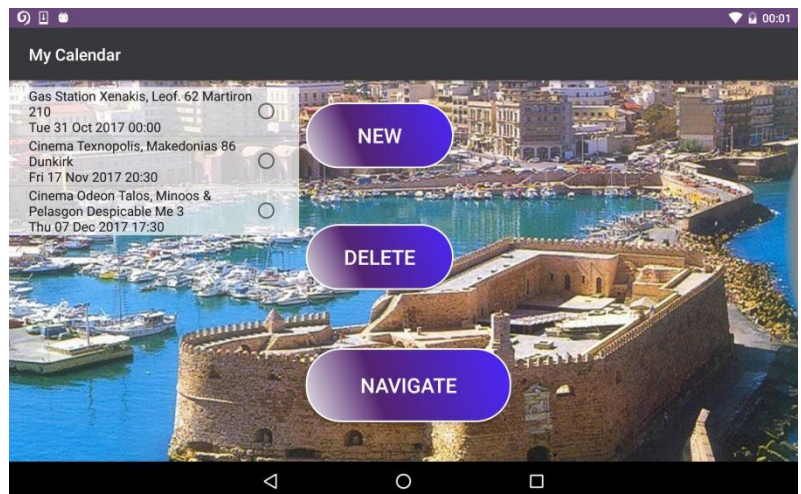 00:01
My Calendar
Gas Station Xenakis, Leof. 62 Martiron
210
Tue 31 Oct 2017 00:00
Cinema Texnopolis, Makedonias 86
Dunkirk
Fri 17 Nov 2017 20:30
Cinema Odeon Talos, Minoos &
Pelasgon Despicable Me 3
Thu 07 Dec 2017 17:30
NEW
DELETE
NAVIGATE